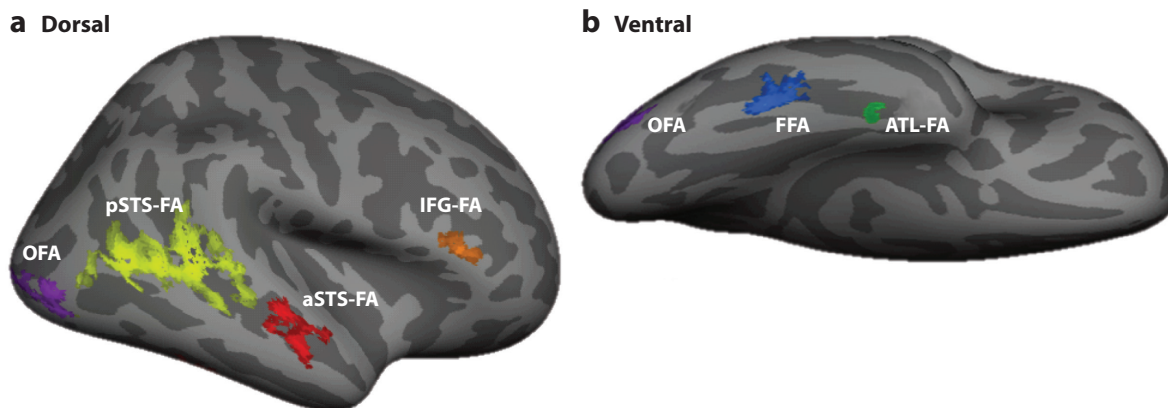 a Dorsal
pSTS-FA
IFG-FA
OFA
aSTS-FA
b Ventral
OFA
FFA
ATL-FA